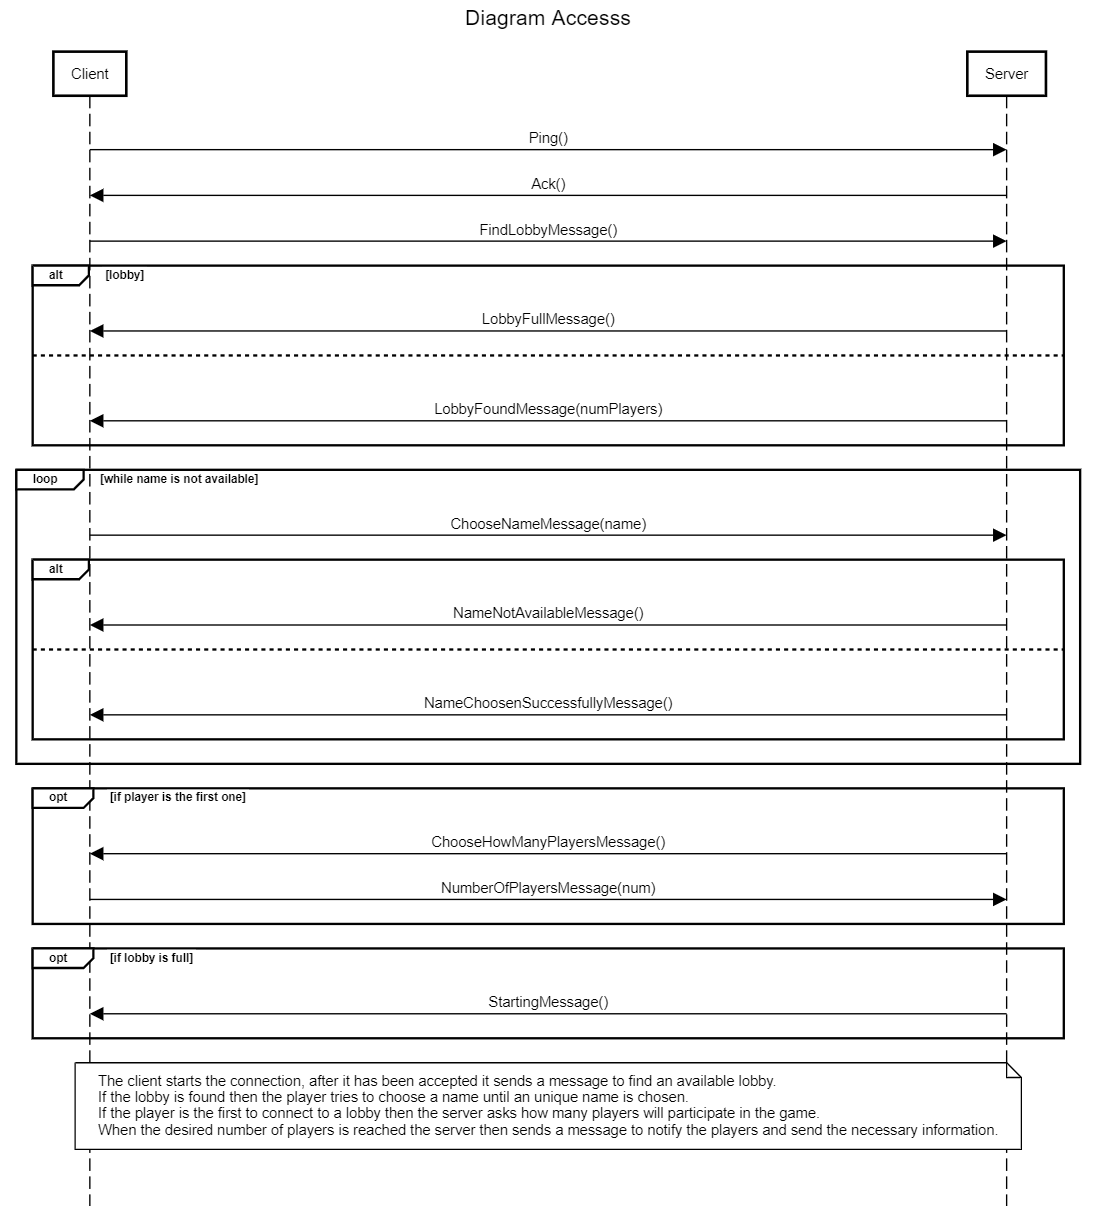 Diagram Accesss
Client
Server
Ping()
Ack()
FindLobbyMessage()
alt [lobby]
LobbyFullMessage()
LobbyFoundMessage(numPlayers)
loop [while name is not available]
ChooseNameMessage(name)
alt
NameNotAvailableMessage()
NameChoosenSuccessfullyMessage()
opt [if player is the first one]
ChooseHowManyPlayersMessage()
NumberOfPlayersMessage(num)
opt [if lobby is full]
StartingMessage()
The client starts the connection, after it has been accepted it sends a message to find an available lobby.
If the lobby is found then the player tries to choose a name until an unique name is chosen.
If the player is the first to connect to a lobby then the server asks how many players will participate in the game.
When the desired number of players is reached the server then sends a message to notify the players and send the necessary information.